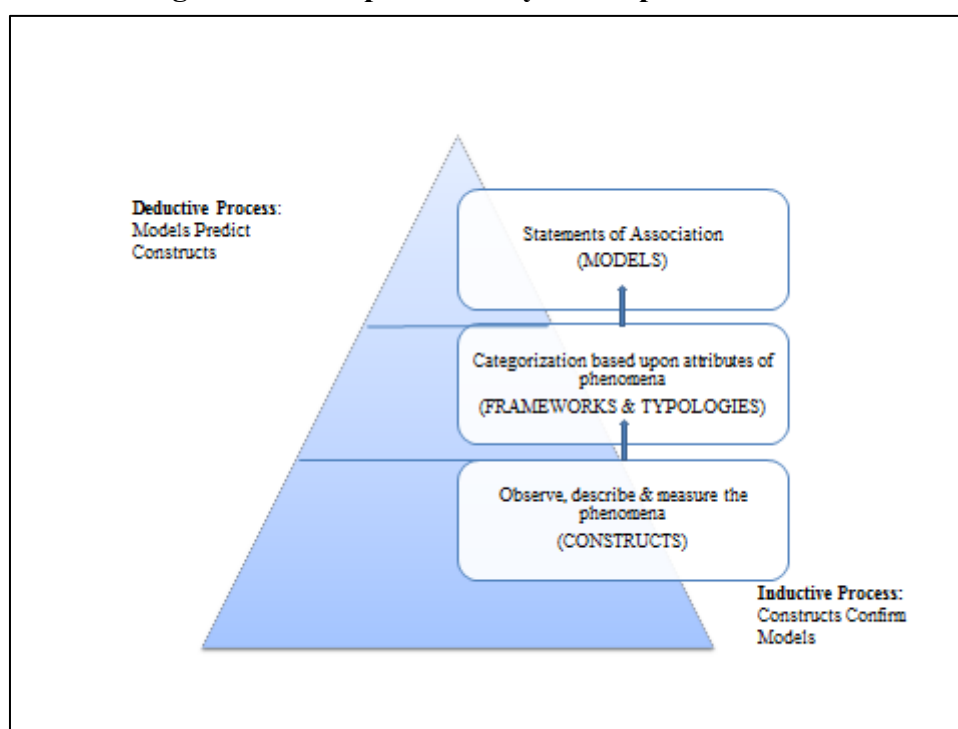 Deductive Process:
Models Predict
Constructs
Statements of Association
(MODELS)
Categorization based upon attributes of
phenomena
(FRAMEWORKS & TYPOLOGIES)
Observe, describe & measure the
phenomena
(CONSTRUCTS)
Inductive Process:
Constructs Confirm
Models